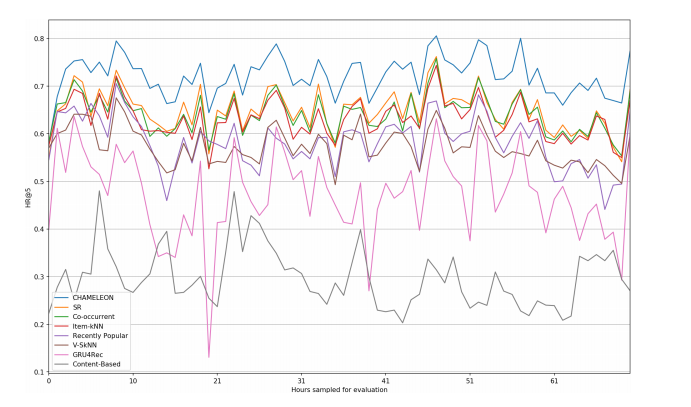 0.8
0.7
0.6
0.5
0.4
0.3
0.2
0.1
HR@5
CHAMELEON
SR
Co-occurrent
Item-kNN
Recently Popular
V-SkNN
GRU4Rec
Content-Based
0 10 21 31 41 51 61
Hours sampled for evaluation